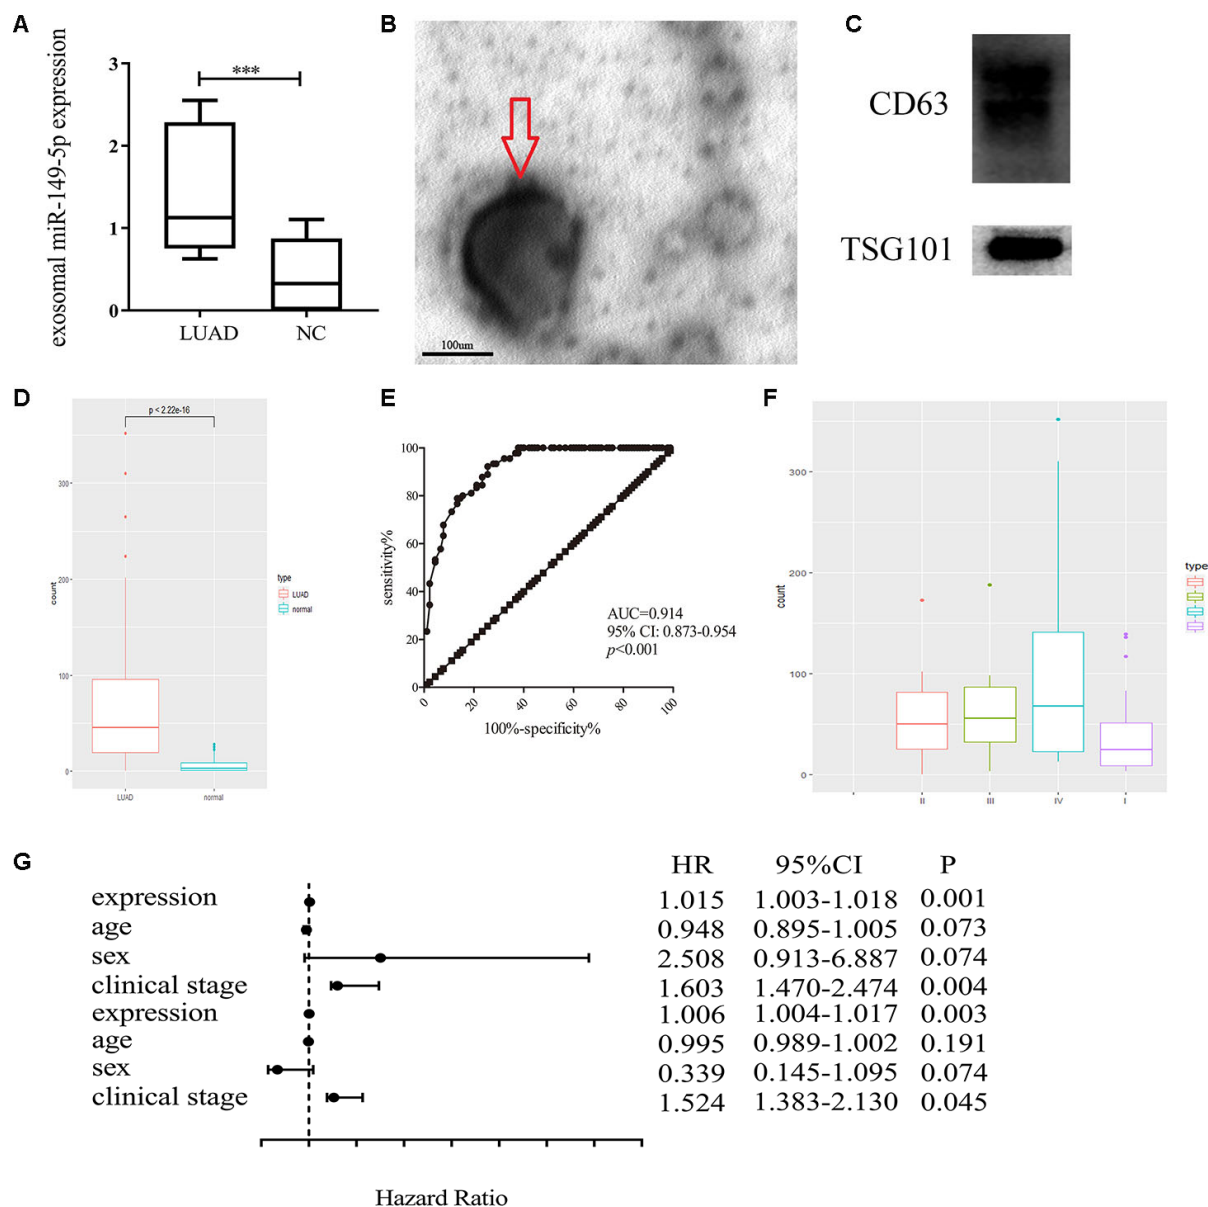 A
exosomal miR-149-5p expression
3
2
1
0
***
LUAD
NC
B
100um
C
CD63
TSG101
D
p < 2.22e-16
count
300
200
100
0
LUAD
normal
type
LUAD
normal
E
sensitivity%
100
80
60
40
20
0
AUC=0.914
95% CI: 0.873-0.954
p<0.001
0 20 40 60 80 100
100%-specificity%
F
count
300
200
100
0
II III IV I
type
G
HR 95%CI P
expression 1.015 1.003-1.018 0.001
age 0.948 0.895-1.005 0.073
sex 2.508 0.913-6.887 0.074
clinical stage 1.603 1.470-2.474 0.004
expression 1.006 1.004-1.017 0.003
age 0.995 0.989-1.002 0.191
sex 0.339 0.145-1.095 0.074
clinical stage 1.524 1.383-2.130 0.045
Hazard Ratio